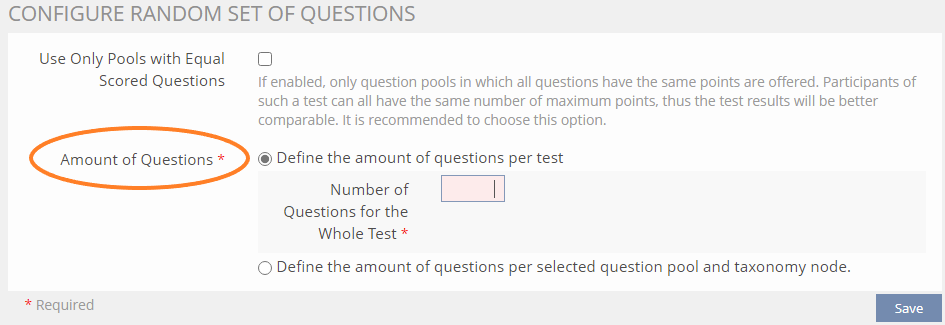 CONFIGURE RANDOM SET OF QUESTIONS
Use Only Pools with Equal
Scored Questions
If enabled, only question pools in which all questions have the same points are offered. Participants of
such a test can all have the same number of maximum points, thus the test results will be better
comparable. It is recommended to choose this option.
Amount of Questions *
Define the amount of questions per test
Number of
Questions for the
Whole Test *
Define the amount of questions per selected question pool and taxonomy node.
* Required
Save